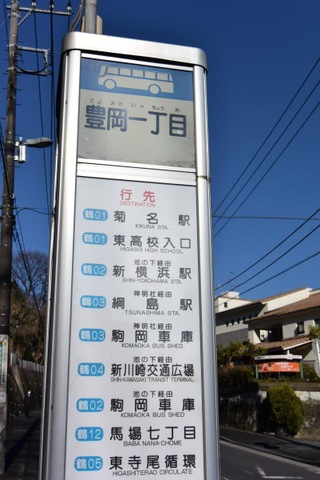 とよおかいっちょうめ
豊岡一丁目
行先
DESTINATION
鶴01 菊名駅
KIKUNA STA.
鶴01 東高校入口
HIGASHI HIGH SCHOOL
池の下経由
鶴02 新横浜駅
SHIN-YOKOHAMA STA.
神明社経由
鶴03 綱島駅
TSUNASHIMA STA.
神明社経由
鶴03 駒岡車庫
KOMAOKA BUS SHED
池の下経由
鶴04 新川崎交通広場
SHIN-KAWASAKI TRANSIT TERMINAL
池の下経由
鶴02 駒岡車庫
KOMAOKA BUS SHED
鶴12 馬場七丁目
BABA NANA-CHOME
鶴05 東寺尾循環
HIGASHITERAO CIRCULATE